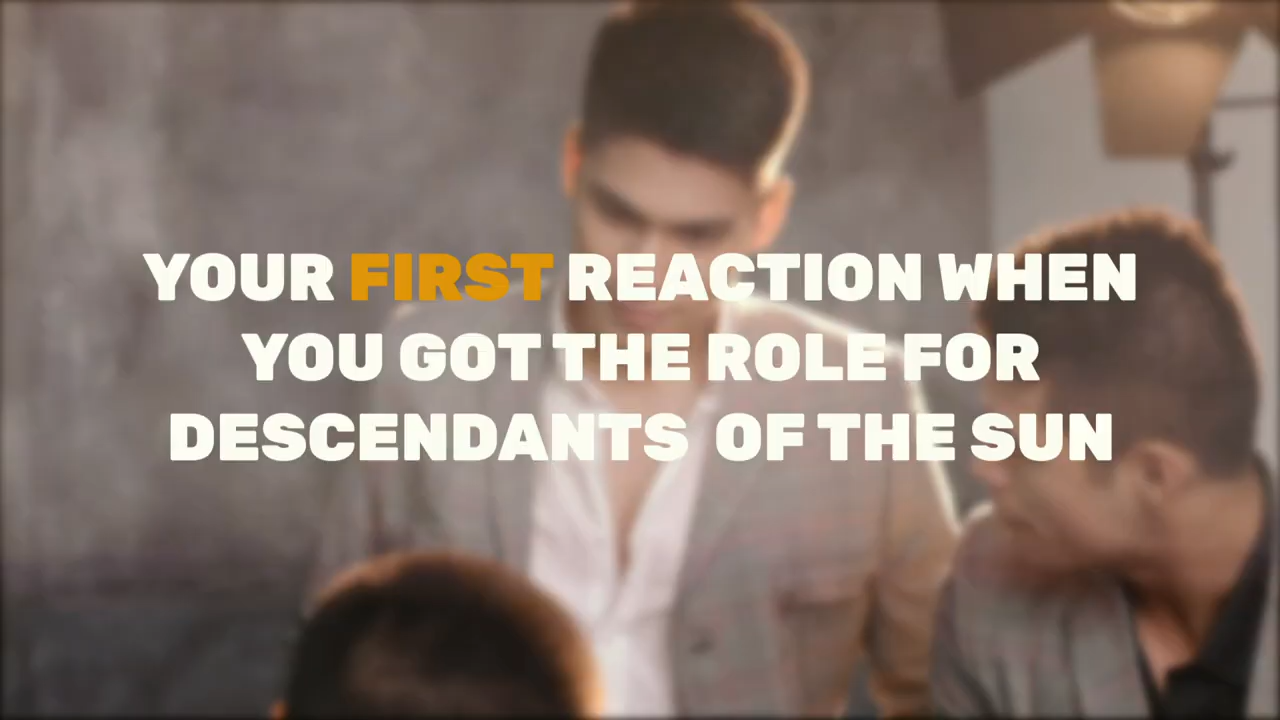 YOUR FIRST REACTION WHEN
YOU GOT THE ROLE FOR
DESCENDANTS OF THE SUN